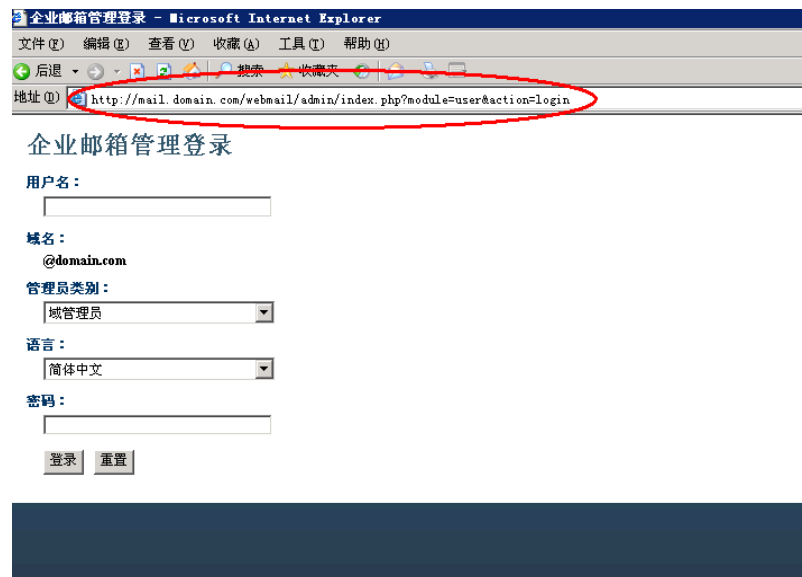 企业邮箱管理登录 - Microsoft Internet Explorer
文件(F) 编辑(E) 查看(V) 收藏(A) 工具(T) 帮助(H)
后退 搜索 收藏夹
地址(D) http://mail.domain.com/webmail/admin/index.php?module=user&action=login
企业邮箱管理登录
用户名：
域名：
@domain.com
管理员类别：
域管理员
语言：
简体中文
密码：
登录 重置